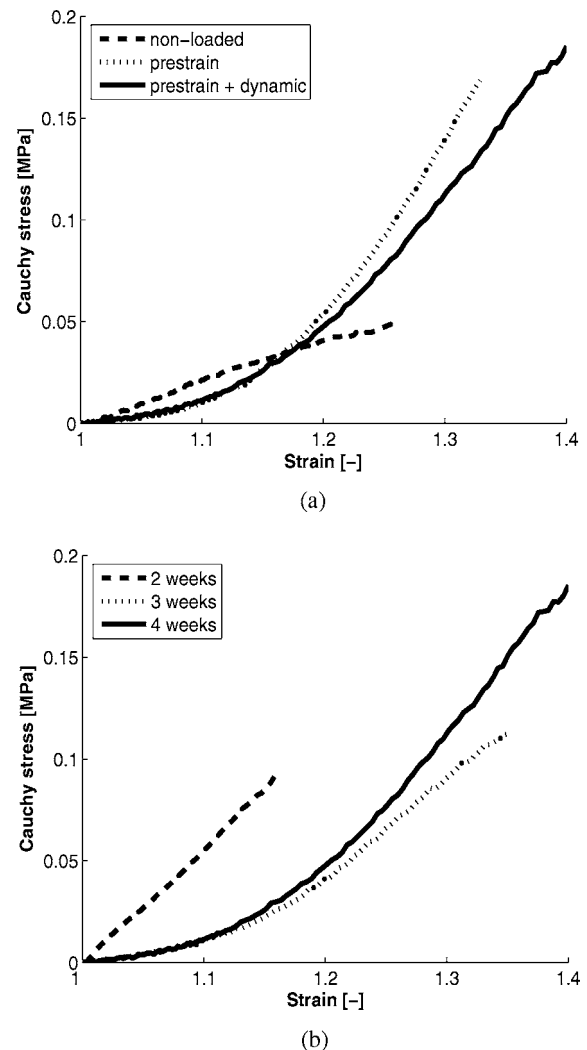 0.2
non−loaded
prestrain
prestrain + dynamic
0.15
0.1
0.05
0
Cauchy stress [MPa]
1
1.1
1.2
1.3
1.4
Strain [−]
(a)
0.2
2 weeks
3 weeks
4 weeks
0.15
0.1
0.05
0
Cauchy stress [MPa]
1
1.1
1.2
1.3
1.4
Strain [−]
(b)